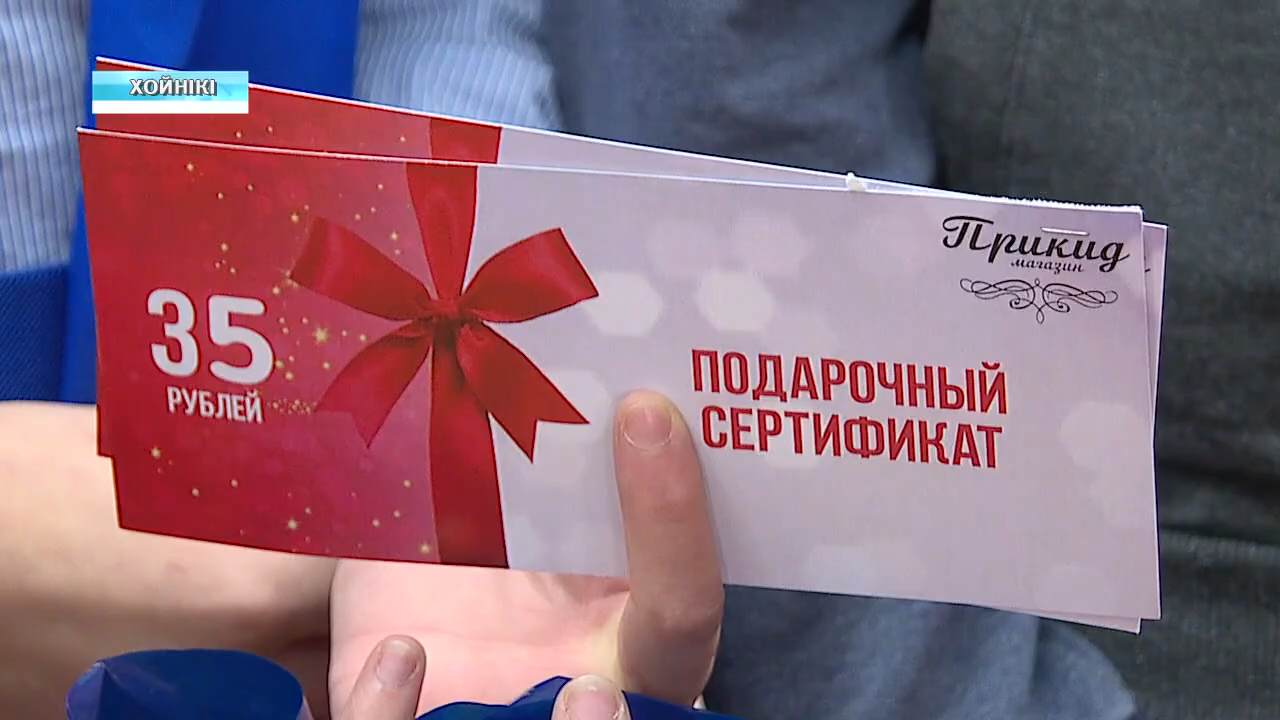 ХОЙНІКІ
Прикид
магазин
35
РУБЛЕЙ
ПОДАРОЧНЫЙ
СЕРТИФИКАТ